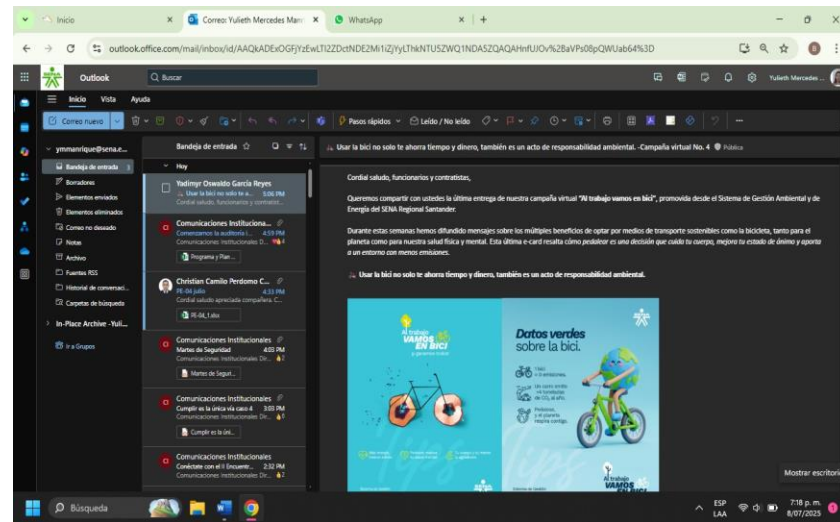 Inicio
Correo: Yulieth Mercedes Man
WhatsApp
outlook.office.com/mail/inbox/id/
Outlook
Buscar
Yulieth Mercedes ...
Inicio Vista Ayuda
Correo nuevo
Pasos rápidos
Leído / No leído
ymmanrique@sena.e...
Bandeja de entrada 3
Borradores
Elementos enviados
Elementos eliminados
Correo no deseado
Notas
Archivo
Fuentes RSS
Historial de conversaci...
Carpetas de búsqueda
In-Place Archive -Yuli...
Ir a Grupos
Bandeja de entrada
Hoy
Yadimyr Oswaldo García Reyes
Usar la bici no solo te a... 5:06 PM
Cordial saludo, funcionarios y contratist...
Comunicaciones Instituciona...
Comenzamos la auditoría i... 4:59 PM
Comunicaciones Institucionales D... 4
Programa y Plan ...
Christian Camilo Perdomo C...
PE-04 julio 4:33 PM
Cordial saludo apreciada compañera. C...
PE-04_1.xlsx
Comunicaciones Institucionales
Martes de Seguridad 4:03 PM
Comunicaciones Institucionales Dir... 2
Martes de Seguri...
Comunicaciones Institucionales
Cumplir es la única vía caso 4 3:03 PM
Comunicaciones Institucionales Dir...
Cumplir es la úni...
Comunicaciones Institucionales
Conéctate con el II Encuentr... 2:32 PM
Comunicaciones Institucionales Dir... 2
Usar la bici no solo te ahorra tiempo y dinero, también es un acto de responsabilidad ambiental. -Campaña virtual No. 4 Pública
Cordial saludo, funcionarios y contratistas,
Queremos compartir con ustedes la última entrega de nuestra campaña virtual "Al trabajo vamos en bici", promovida desde el Sistema de Gestión Ambiental y de
Energía del SENA Regional Santander.
Durante estas semanas hemos difundido mensajes sobre los múltiples beneficios de optar por medios de transporte sostenibles como la bicicleta, tanto para el
planeta como para nuestra salud física y mental. Esta última e-card resalta cómo pedalear es una decisión que cuida tu cuerpo, mejora tu estado de ánimo y aporta
a un entorno con menos emisiones.
Usar la bici no solo te ahorra tiempo y dinero, también es un acto de responsabilidad ambiental.
Al trabajo
VAMOS
EN BICI
Datos verdes
sobre la bici.
Al trabajo
VAMOS
EN BICI
Mostrar escritorio
Búsqueda
ESP
LAA
7:18 p. m.
8/07/2025